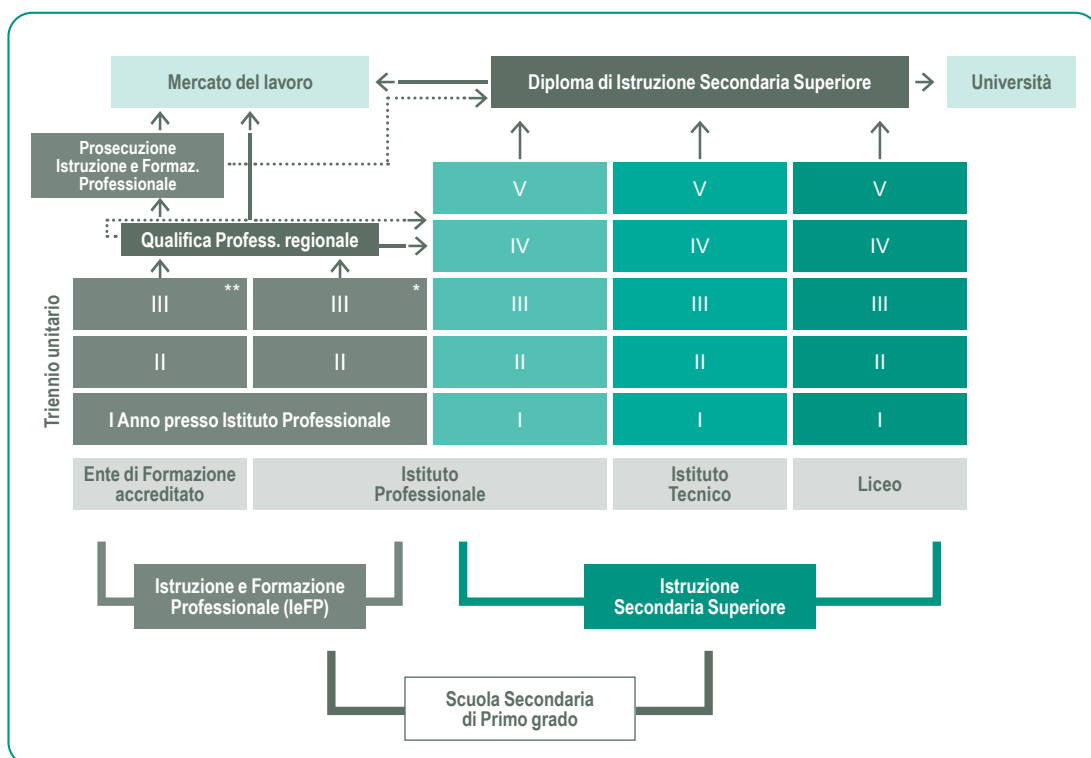 Mercato del lavoro
Diploma di Istruzione Secondaria Superiore
Università
Prosecuzione
Istruzione e Formaz.
Professionale
V
V
V
Qualifica Profess. regionale
IV
IV
IV
Triennio unitario
III
**
III
*
III
III
III
II
II
II
II
II
I Anno presso Istituto Professionale
I
I
I
Ente di Formazione
accreditato
Istituto
Professionale
Istituto
Tecnico
Liceo
Istruzione e Formazione
Professionale (IeFP)
Istruzione
Secondaria Superiore
Scuola Secondaria
di Primo grado